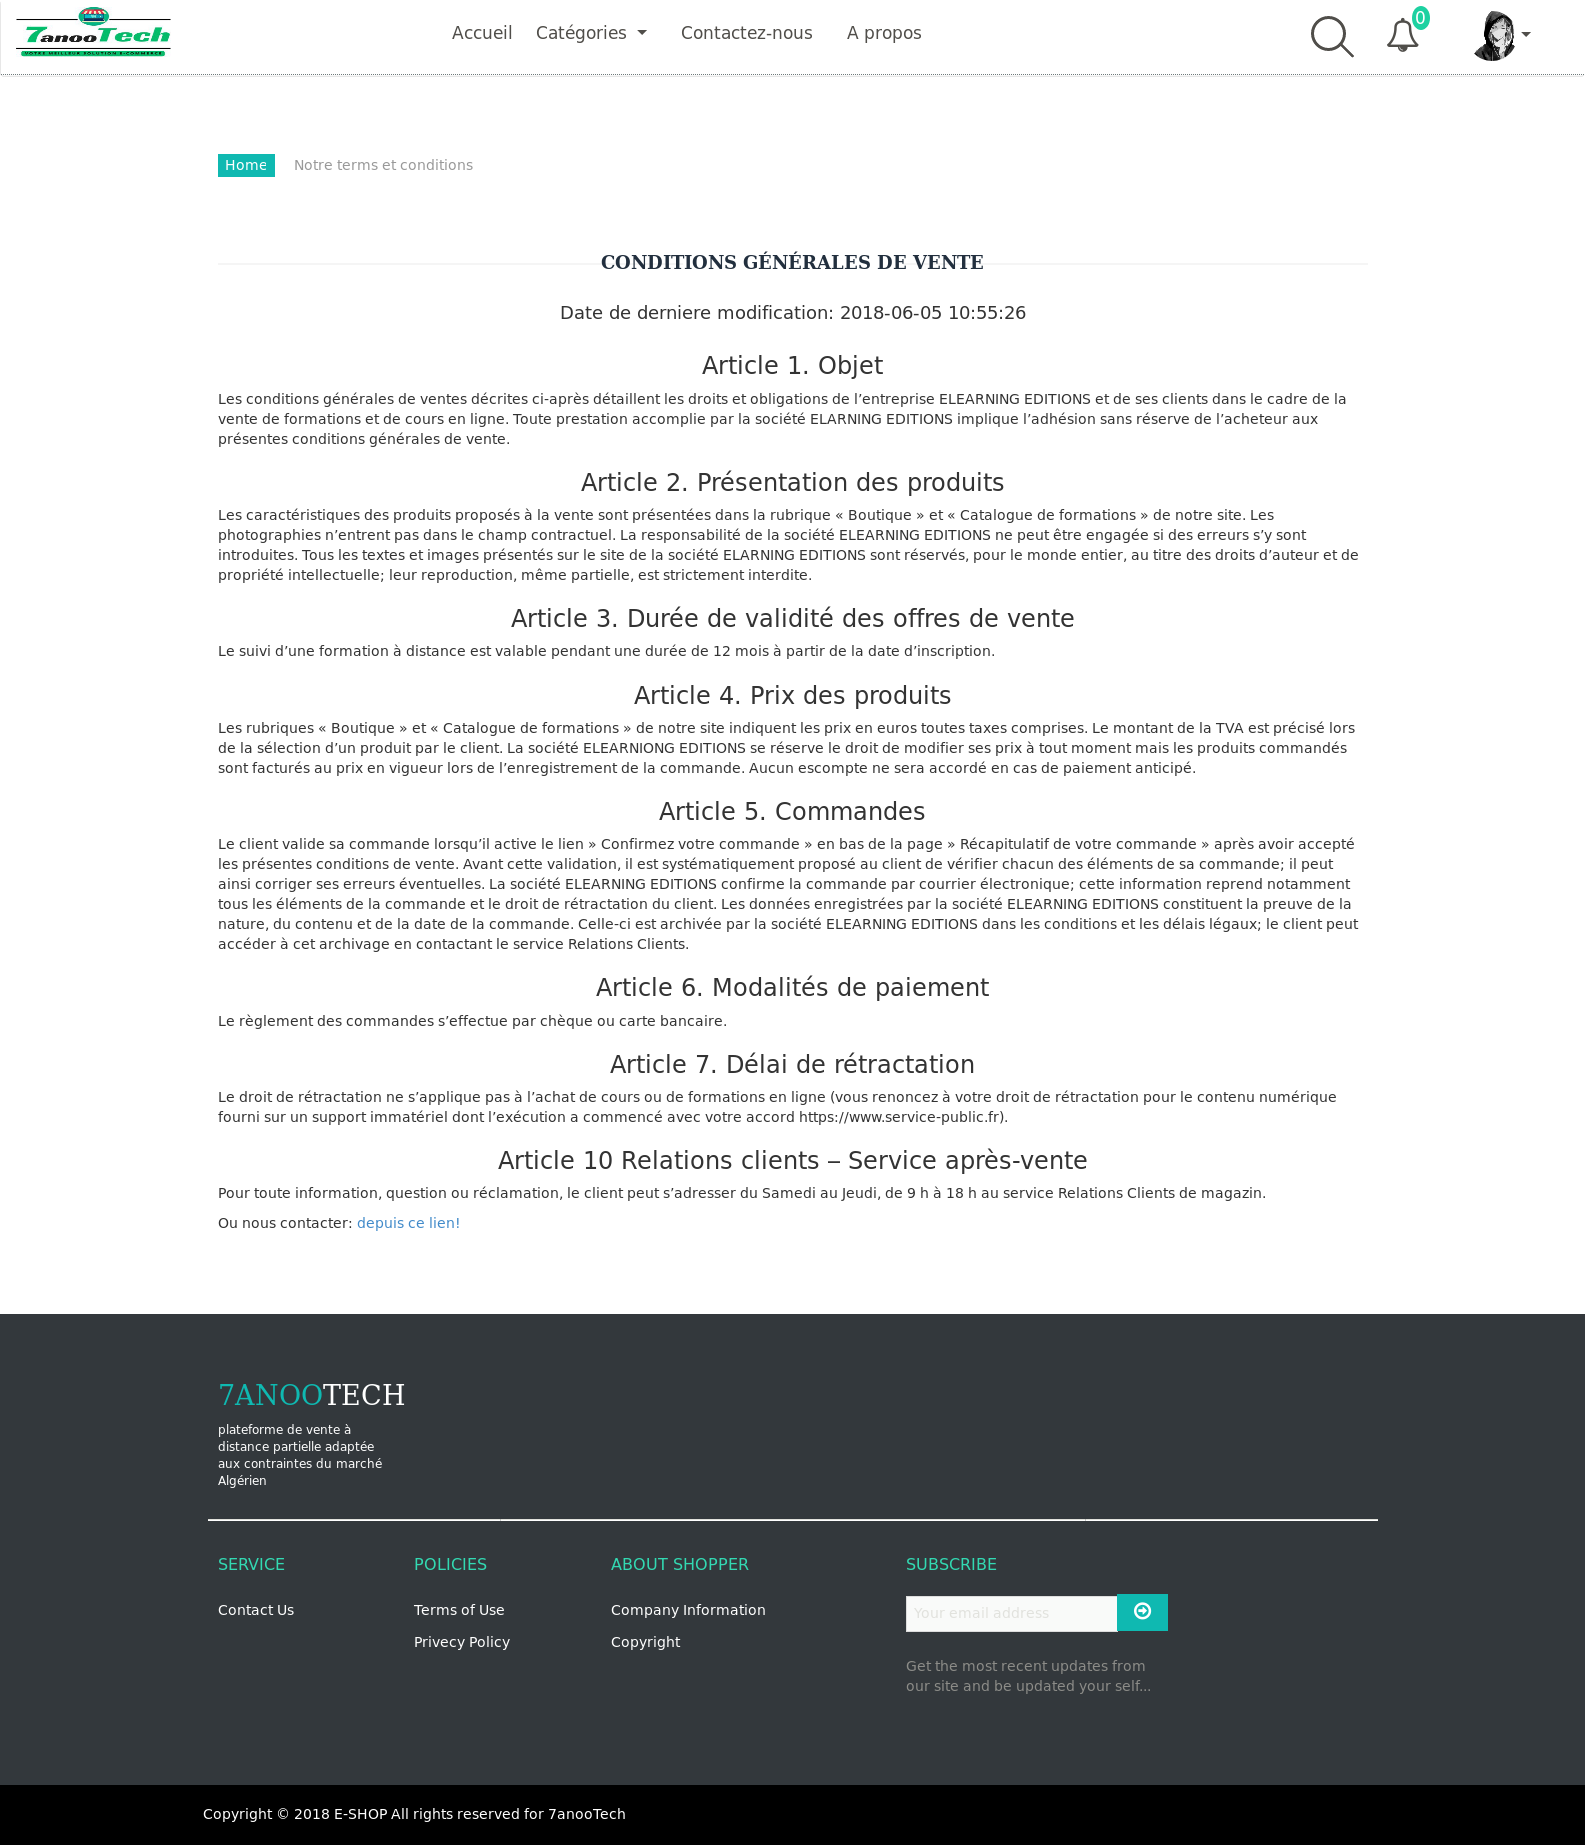 7anooTech
VOTRE MEILLEUR SOLUTION E-COMMERCE
Accueil Catégories Contactez-nous A propos
0
Home Notre terms et conditions
CONDITIONS GÉNÉRALES DE VENTE
Date de derniere modification: 2018-06-05 10:55:26
Article 1. Objet
Les conditions générales de ventes décrites ci-après détaillent les droits et obligations de l’entreprise ELEARNING EDITIONS et de ses clients dans le cadre de la
vente de formations et de cours en ligne. Toute prestation accomplie par la société ELARNING EDITIONS implique l’adhésion sans réserve de l’acheteur aux
présentes conditions générales de vente.
Article 2. Présentation des produits
Les caractéristiques des produits proposés à la vente sont présentées dans la rubrique « Boutique » et « Catalogue de formations » de notre site. Les
photographies n’entrent pas dans le champ contractuel. La responsabilité de la société ELEARNING EDITIONS ne peut être engagée si des erreurs s’y sont
introduites. Tous les textes et images présentés sur le site de la société ELARNING EDITIONS sont réservés, pour le monde entier, au titre des droits d’auteur et de
propriété intellectuelle; leur reproduction, même partielle, est strictement interdite.
Article 3. Durée de validité des offres de vente
Le suivi d’une formation à distance est valable pendant une durée de 12 mois à partir de la date d’inscription.
Article 4. Prix des produits
Les rubriques « Boutique » et « Catalogue de formations » de notre site indiquent les prix en euros toutes taxes comprises. Le montant de la TVA est précisé lors
de la sélection d’un produit par le client. La société ELEARNIONG EDITIONS se réserve le droit de modifier ses prix à tout moment mais les produits commandés
sont facturés au prix en vigueur lors de l’enregistrement de la commande. Aucun escompte ne sera accordé en cas de paiement anticipé.
Article 5. Commandes
Le client valide sa commande lorsqu’il active le lien » Confirmez votre commande » en bas de la page » Récapitulatif de votre commande » après avoir accepté
les présentes conditions de vente. Avant cette validation, il est systématiquement proposé au client de vérifier chacun des éléments de sa commande; il peut
ainsi corriger ses erreurs éventuelles. La société ELEARNING EDITIONS confirme la commande par courrier électronique; cette information reprend notamment
tous les éléments de la commande et le droit de rétractation du client. Les données enregistrées par la société ELEARNING EDITIONS constituent la preuve de la
nature, du contenu et de la date de la commande. Celle-ci est archivée par la société ELEARNING EDITIONS dans les conditions et les délais légaux; le client peut
accéder à cet archivage en contactant le service Relations Clients.
Article 6. Modalités de paiement
Le règlement des commandes s’effectue par chèque ou carte bancaire.
Article 7. Délai de rétractation
Le droit de rétractation ne s’applique pas à l’achat de cours ou de formations en ligne (vous renoncez à votre droit de rétractation pour le contenu numérique
fourni sur un support immatériel dont l’exécution a commencé avec votre accord https://www.service-public.fr).
Article 10 Relations clients – Service après-vente
Pour toute information, question ou réclamation, le client peut s’adresser du Samedi au Jeudi, de 9 h à 18 h au service Relations Clients de magazin.
Ou nous contacter: depuis ce lien!
7ANOOTECH
plateforme de vente à
distance partielle adaptée
aux contraintes du marché
Algérien
SERVICE
Contact Us
POLICIES
Terms of Use
Privecy Policy
ABOUT SHOPPER
Company Information
Copyright
SUBSCRIBE
Your email address
Get the most recent updates from
our site and be updated your self...
Copyright © 2018 E-SHOP All rights reserved for 7anooTech